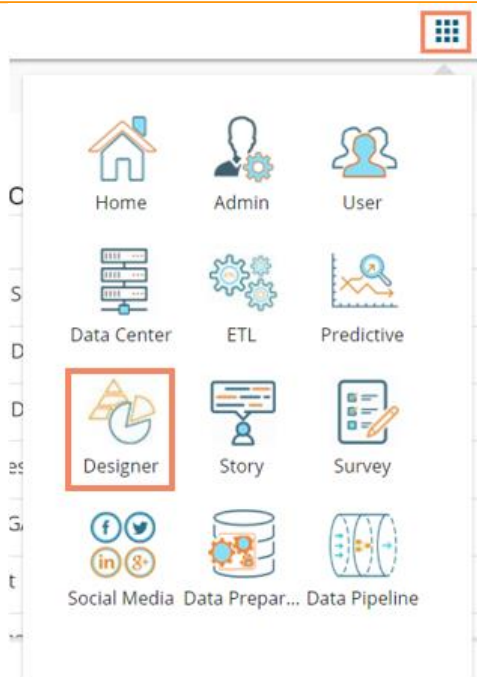 Home Admin User
Data Center ETL Predictive
Designer Story Survey
Social Media Data Prepar... Data Pipeline